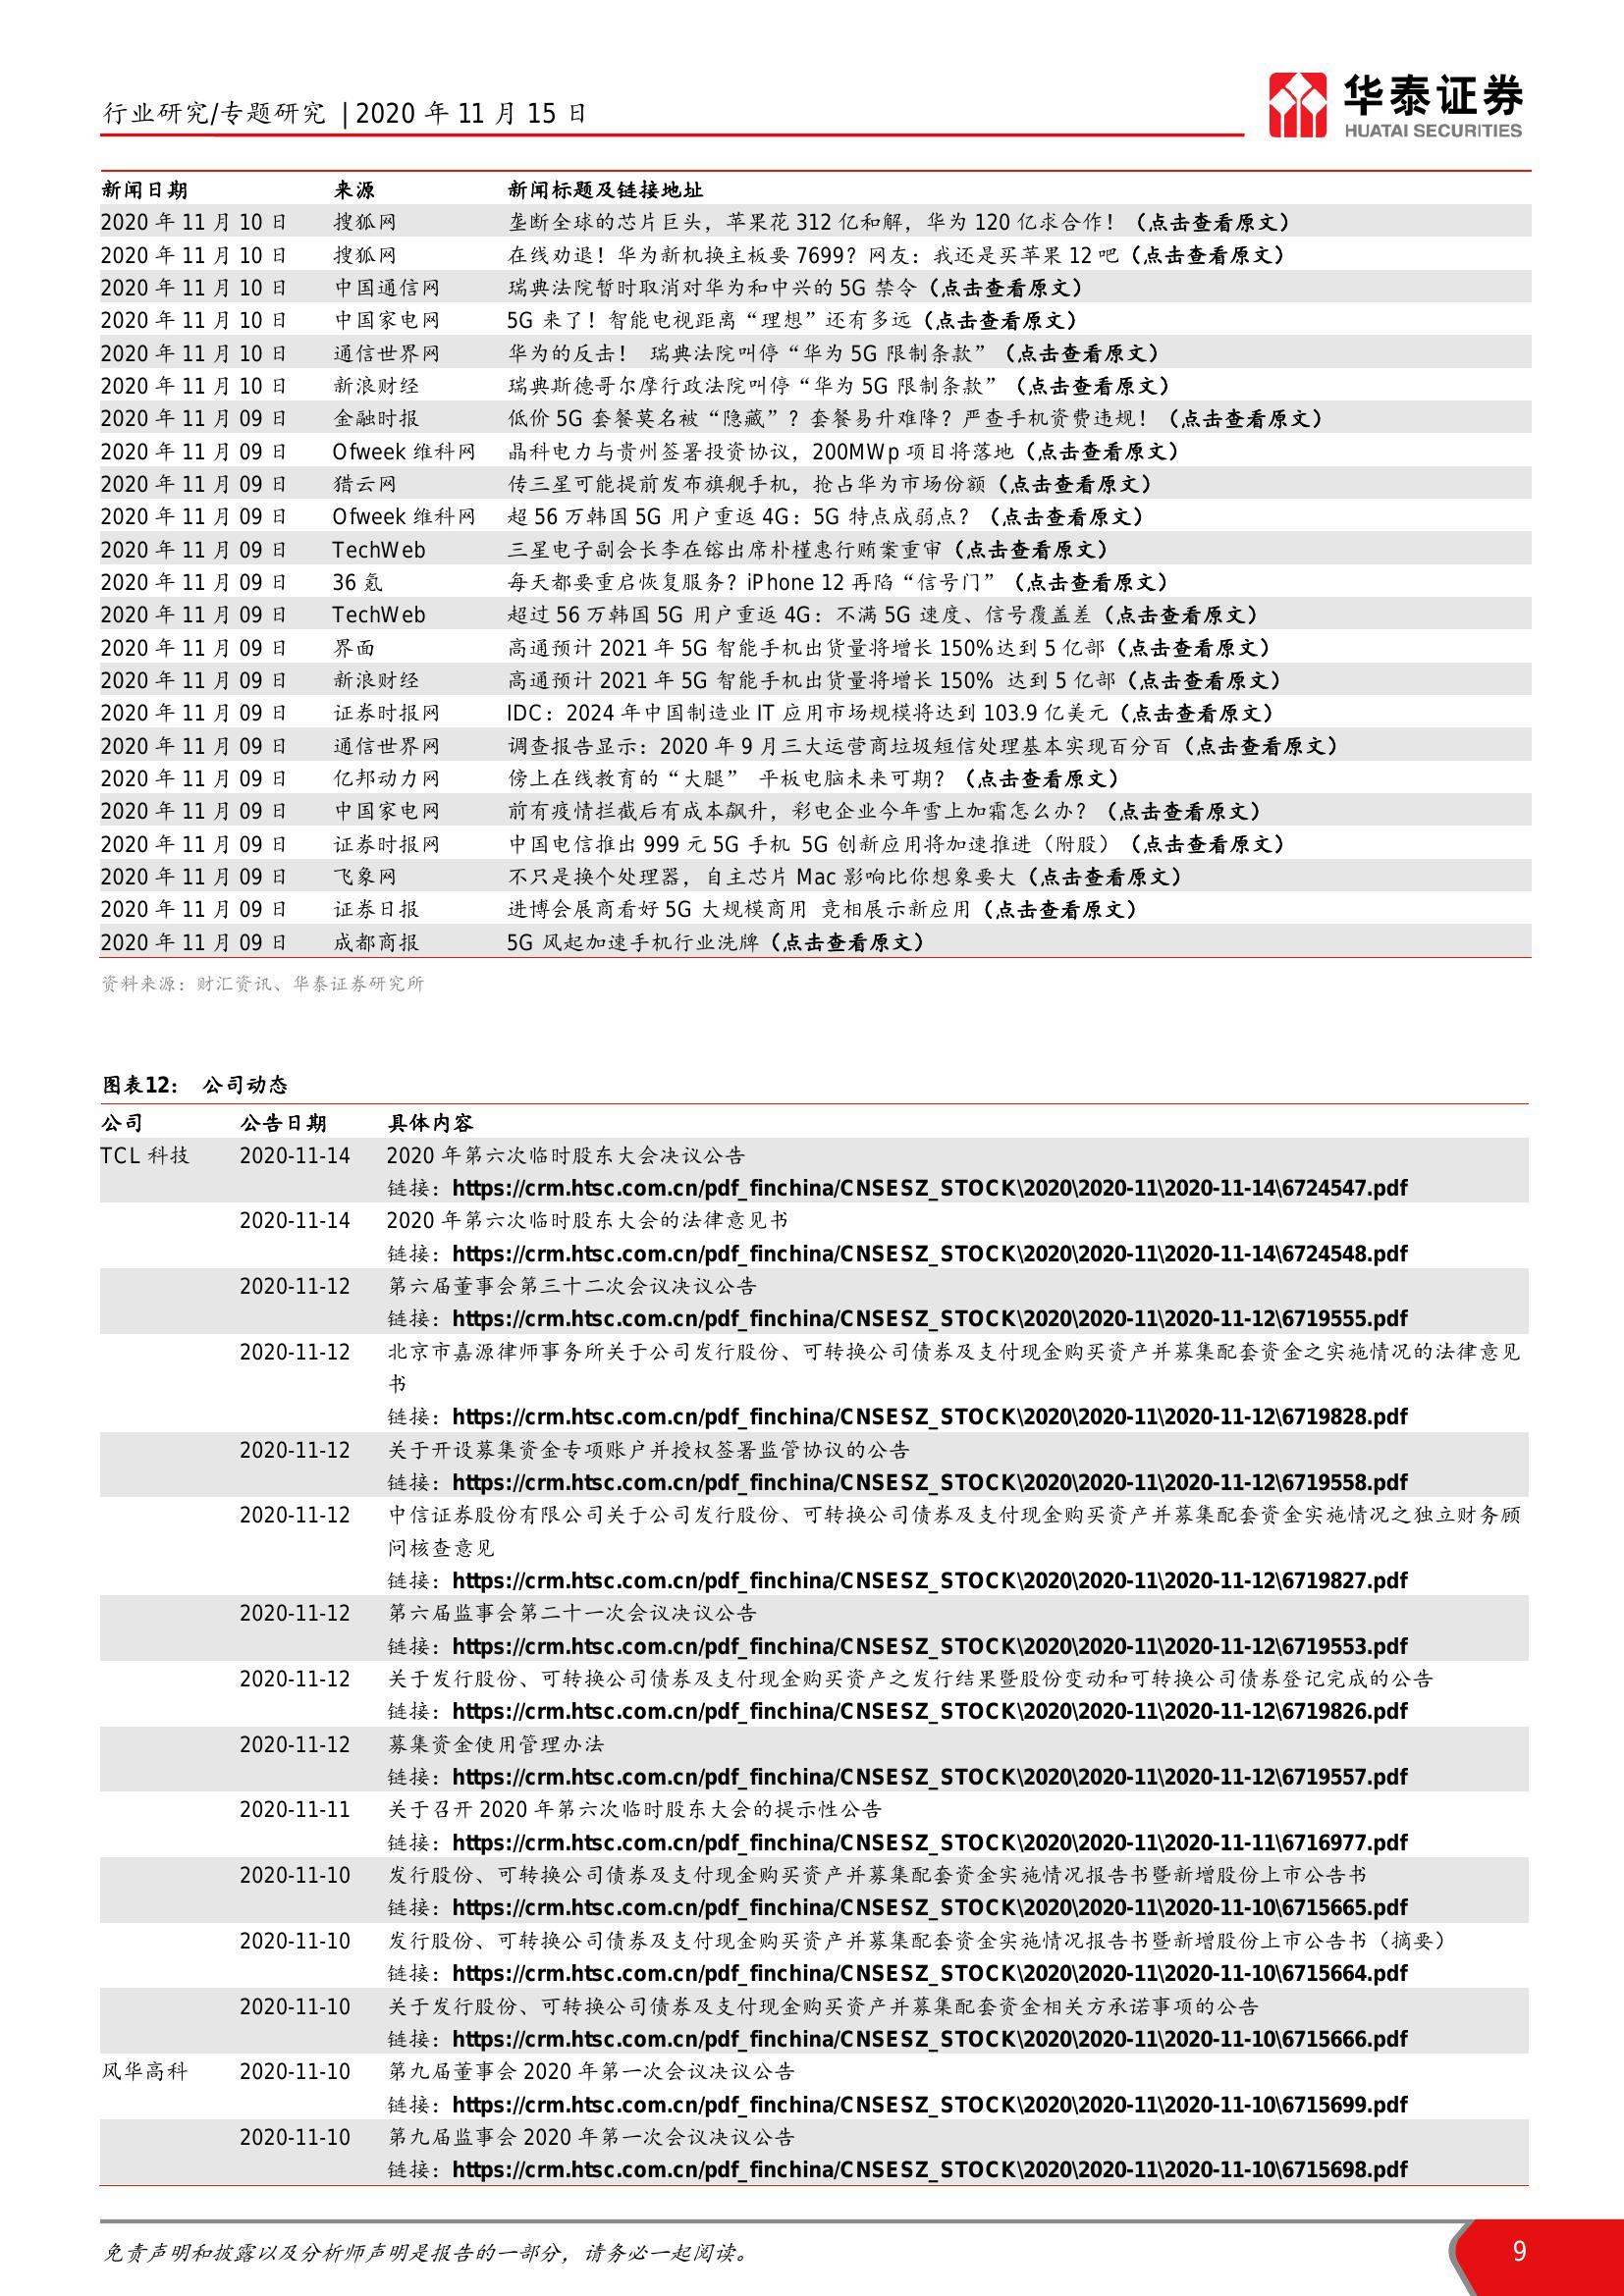 行业研究/专题研究 | 2020 年 11 月 15 日
华泰证券
HUATAI SECURITIES
新闻日期 来源 新闻标题及链接地址
2020 年 11 月 10 日 搜狐网 垄断全球的芯片巨头，苹果花 312 亿和解，华为 120 亿求合作！（点击查看原文）
2020 年 11 月 10 日 搜狐网 在线劝退！华为新机换主板要 7699？网友：我还是买苹果 12 吧（点击查看原文）
2020 年 11 月 10 日 中国通信网 瑞典法院暂时取消对华为和中兴的 5G 禁令（点击查看原文）
2020 年 11 月 10 日 中国家电网 5G 来了！智能电视距离“理想”还有多远（点击查看原文）
2020 年 11 月 10 日 通信世界网 华为的反击！ 瑞典法院叫停“华为 5G 限制条款”（点击查看原文）
2020 年 11 月 10 日 新浪财经 瑞典斯德哥尔摩行政法院叫停“华为 5G 限制条款”（点击查看原文）
2020 年 11 月 09 日 金融时报 低价 5G 套餐莫名被“隐藏”？套餐易升难降？严查手机资费违规！（点击查看原文）
2020 年 11 月 09 日 Ofweek 维科网 晶科电力与贵州签署投资协议，200MWp 项目将落地（点击查看原文）
2020 年 11 月 09 日 猎云网 传三星可能提前发布旗舰手机，抢占华为市场份额（点击查看原文）
2020 年 11 月 09 日 Ofweek 维科网 超 56 万韩国 5G 用户重返 4G：5G 特点成弱点？（点击查看原文）
2020 年 11 月 09 日 TechWeb 三星电子副会长李在镕出席朴槿惠行贿案重审（点击查看原文）
2020 年 11 月 09 日 36 氪 每天都要重启恢复服务？iPhone 12 再陷“信号门”（点击查看原文）
2020 年 11 月 09 日 TechWeb 超过 56 万韩国 5G 用户重返 4G：不满 5G 速度、信号覆盖差（点击查看原文）
2020 年 11 月 09 日 界面 高通预计 2021 年 5G 智能手机出货量将增长 150%达到 5 亿部（点击查看原文）
2020 年 11 月 09 日 新浪财经 高通预计 2021 年 5G 智能手机出货量将增长 150% 达到 5 亿部（点击查看原文）
2020 年 11 月 09 日 证券时报网 IDC：2024 年中国制造业 IT 应用市场规模将达到 103.9 亿美元（点击查看原文）
2020 年 11 月 09 日 通信世界网 调查报告显示：2020 年 9 月三大运营商垃圾短信处理基本实现百分百（点击查看原文）
2020 年 11 月 09 日 亿邦动力网 傍上在线教育的“大腿” 平板电脑未来可期？（点击查看原文）
2020 年 11 月 09 日 中国家电网 前有疫情拦截后有成本飙升，彩电企业今年雪上加霜怎么办？（点击查看原文）
2020 年 11 月 09 日 证券时报网 中国电信推出 999 元 5G 手机 5G 创新应用将加速推进（附股）（点击查看原文）
2020 年 11 月 09 日 飞象网 不只是换个处理器，自主芯片 Mac 影响比你想象要大（点击查看原文）
2020 年 11 月 09 日 证券日报 进博会展商看好 5G 大规模商用 竞相展示新应用（点击查看原文）
2020 年 11 月 09 日 成都商报 5G 风起加速手机行业洗牌（点击查看原文）
资料来源：财汇资讯、华泰证券研究所
图表12： 公司动态
公司 公告日期 具体内容
TCL 科技 2020-11-14 2020 年第六次临时股东大会决议公告
链接：https://crm.htsc.com.cn/pdf_finchina/CNSESZ_STOCK\2020\2020-11\2020-11-14\6724547.pdf
2020-11-14 2020 年第六次临时股东大会的法律意见书
链接：https://crm.htsc.com.cn/pdf_finchina/CNSESZ_STOCK\2020\2020-11\2020-11-14\6724548.pdf
2020-11-12 第六届董事会第三十二次会议决议公告
链接：https://crm.htsc.com.cn/pdf_finchina/CNSESZ_STOCK\2020\2020-11\2020-11-12\6719555.pdf
2020-11-12 北京市嘉源律师事务所关于公司发行股份、可转换公司债券及支付现金购买资产并募集配套资金之实施情况的法律意见
书
链接：https://crm.htsc.com.cn/pdf_finchina/CNSESZ_STOCK\2020\2020-11\2020-11-12\6719828.pdf
2020-11-12 关于开设募集资金专项账户并授权签署监管协议的公告
链接：https://crm.htsc.com.cn/pdf_finchina/CNSESZ_STOCK\2020\2020-11\2020-11-12\6719558.pdf
2020-11-12 中信证券股份有限公司关于公司发行股份、可转换公司债券及支付现金购买资产并募集配套资金实施情况之独立财务顾
问核查意见
链接：https://crm.htsc.com.cn/pdf_finchina/CNSESZ_STOCK\2020\2020-11\2020-11-12\6719827.pdf
2020-11-12 第六届监事会第二十一次会议决议公告
链接：https://crm.htsc.com.cn/pdf_finchina/CNSESZ_STOCK\2020\2020-11\2020-11-12\6719553.pdf
2020-11-12 关于发行股份、可转换公司债券及支付现金购买资产之发行结果暨股份变动和可转换公司债券登记完成的公告
链接：https://crm.htsc.com.cn/pdf_finchina/CNSESZ_STOCK\2020\2020-11\2020-11-12\6719826.pdf
2020-11-12 募集资金使用管理办法
链接：https://crm.htsc.com.cn/pdf_finchina/CNSESZ_STOCK\2020\2020-11\2020-11-12\6719557.pdf
2020-11-11 关于召开 2020 年第六次临时股东大会的提示性公告
链接：https://crm.htsc.com.cn/pdf_finchina/CNSESZ_STOCK\2020\2020-11\2020-11-11\6716977.pdf
2020-11-10 发行股份、可转换公司债券及支付现金购买资产并募集配套资金实施情况报告书暨新增股份上市公告书
链接：https://crm.htsc.com.cn/pdf_finchina/CNSESZ_STOCK\2020\2020-11\2020-11-10\6715665.pdf
2020-11-10 发行股份、可转换公司债券及支付现金购买资产并募集配套资金实施情况报告书暨新增股份上市公告书（摘要）
链接：https://crm.htsc.com.cn/pdf_finchina/CNSESZ_STOCK\2020\2020-11\2020-11-10\6715664.pdf
2020-11-10 关于发行股份、可转换公司债券及支付现金购买资产并募集配套资金相关方承诺事项的公告
链接：https://crm.htsc.com.cn/pdf_finchina/CNSESZ_STOCK\2020\2020-11\2020-11-10\6715666.pdf
风华高科 2020-11-10 第九届董事会 2020 年第一次会议决议公告
链接：https://crm.htsc.com.cn/pdf_finchina/CNSESZ_STOCK\2020\2020-11\2020-11-10\6715699.pdf
2020-11-10 第九届监事会 2020 年第一次会议决议公告
链接：https://crm.htsc.com.cn/pdf_finchina/CNSESZ_STOCK\2020\2020-11\2020-11-10\6715698.pdf
免责声明和披露以及分析师声明是报告的一部分，请务必一起阅读。 9